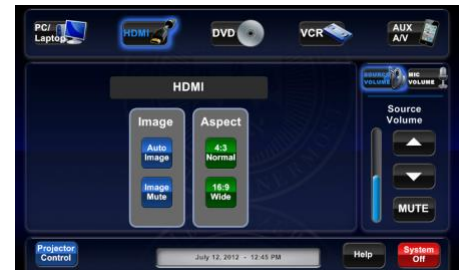 PC/
Laptop
HDMI
DVD
VCR
AUX
A/V
HDMI
Image
Auto
Image
Image
Mute
Aspect
4:3
Normal
16:9
Wide
SOURCE
VOLUME
MIC
VOLUME
Source
Volume
MUTE
Projector
Control
July 12, 2012 - 12:45 PM
Help
System
Off